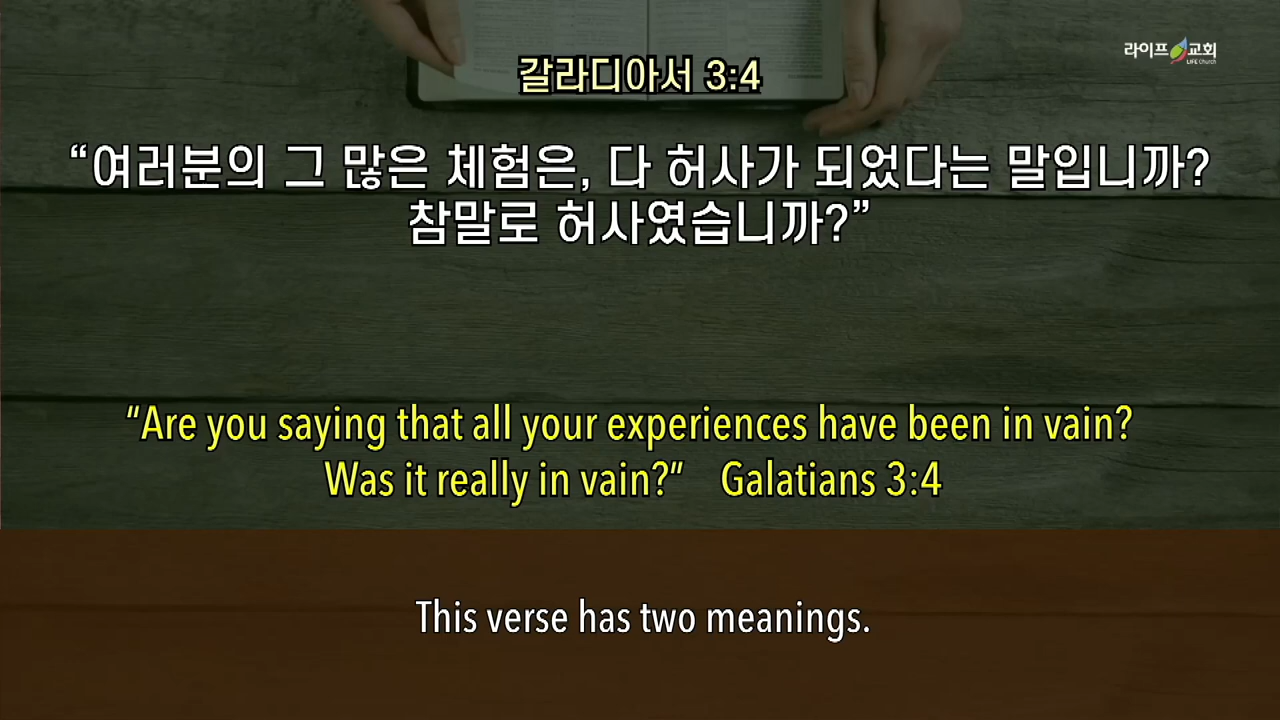 라이프 교회
LIFE Church
갈라디아서 3:4
“여러분의 그 많은 체험은, 다 허사가 되었다는 말입니까?
참말로 허사였습니까?”
“Are you saying that all your experiences have been in vain?
Was it really in vain?” Galatians 3:4
This verse has two meanings.